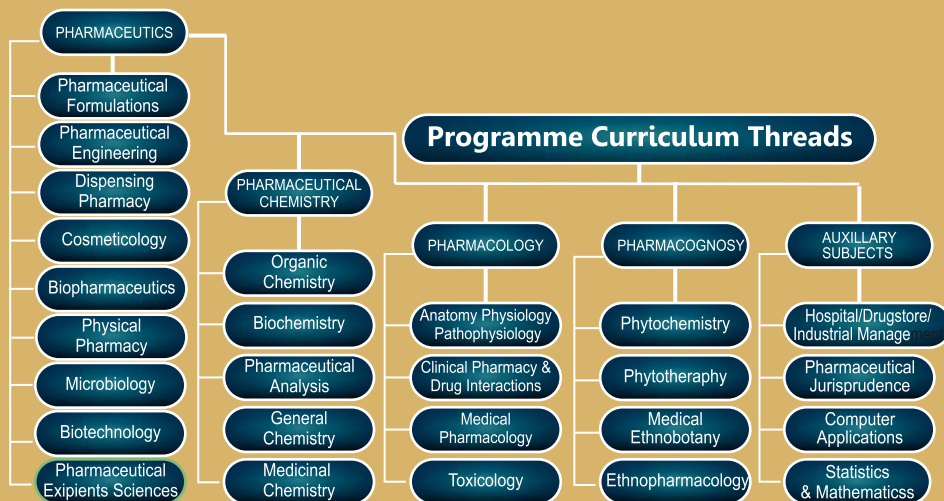 PHARMACEUTICS
Pharmaceutical
Formulations
Pharmaceutical
Engineering
Dispensing
Pharmacy
Cosmeticology
Biopharmaceutics
Physical
Pharmacy
Microbiology
Biotechnology
Pharmaceutical
Exipients Sciences
Programme Curriculum Threads
PHARMACEUTICAL
CHEMISTRY
Organic
Chemistry
Biochemistry
Pharmaceutical
Analysis
General
Chemistry
Medicinal
Chemistry
PHARMACOLOGY
Anatomy Physiology
Pathophysiology
Clinical Pharmacy &
Drug Interactions
Medical
Pharmacology
Toxicology
PHARMACOGNOSY
Phytochemistry
Phytotheraphy
Medical
Ethnobotany
Ethnopharmacology
AUXILLARY
SUBJECTS
Hospital/Drugstore/
Industrial Management
Pharmaceutical
Jurisprudence
Computer
Applications
Statistics
& Mathematicss